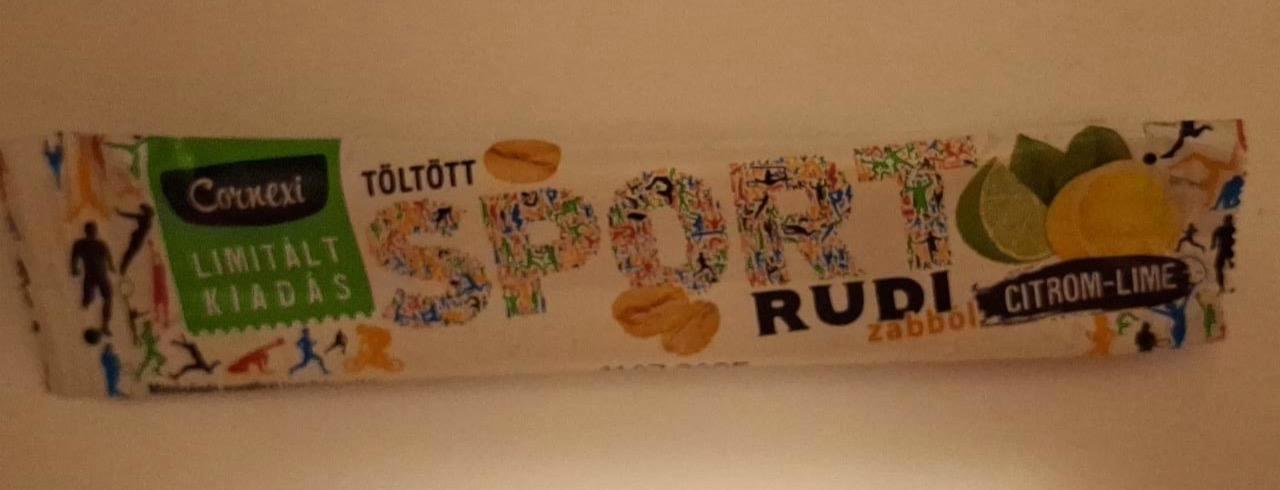 Cornexi
LIMITÁLT
KIADÁS
TÖLTÖTT
SPORT
RUDI
zabból
CITROM-LIME